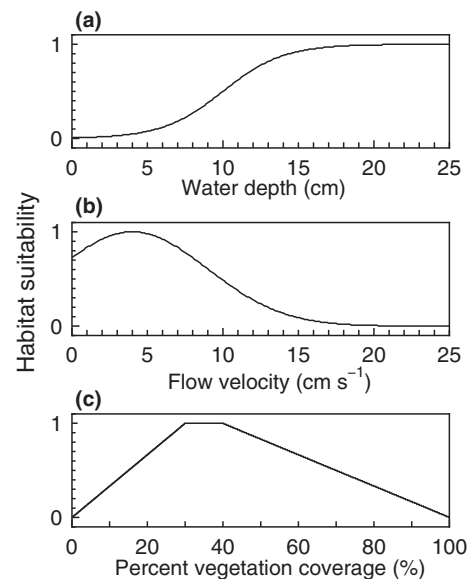 (a)
1
0
0 5 10 15 20 25
Water depth (cm)
(b)
1
0
0 5 10 15 20 25
Flow velocity (cm s⁻¹)
(c)
1
0
0 20 40 60 80 100
Percent vegetation coverage (%)
Habitat suitability